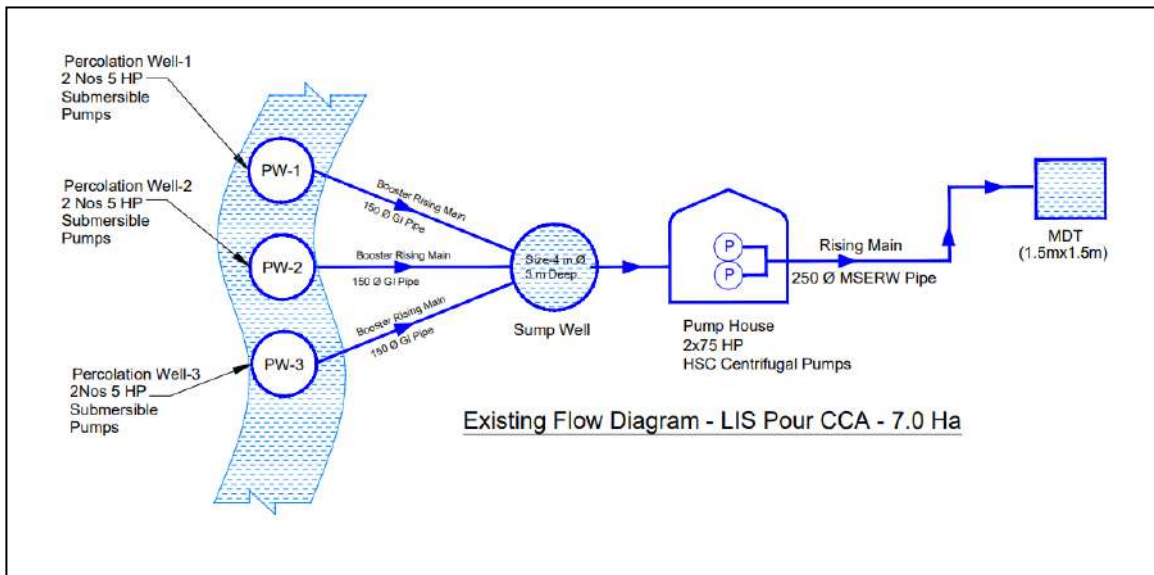 Percolation Well-1
2 Nos 5 HP
Submersible
Pumps
PW-1
Percolation Well-2
2 Nos 5 HP
Submersible
Pumps
PW-2
Percolation Well-3
2Nos 5 HP
Submersible
Pumps
PW-3
Booster Rising Main
150 Ø GI Pipe
Booster Rising Main
150 Ø GI Pipe
Booster Rising Main
150 Ø GI Pipe
Size-4 m Ø
3 m Deep
Sump Well
P
P
Pump House
2x75 HP
HSC Centrifugal Pumps
Rising Main
250 Ø MSERW Pipe
MDT
(1.5mx1.5m)
Existing Flow Diagram - LIS Pour CCA - 7.0 Ha